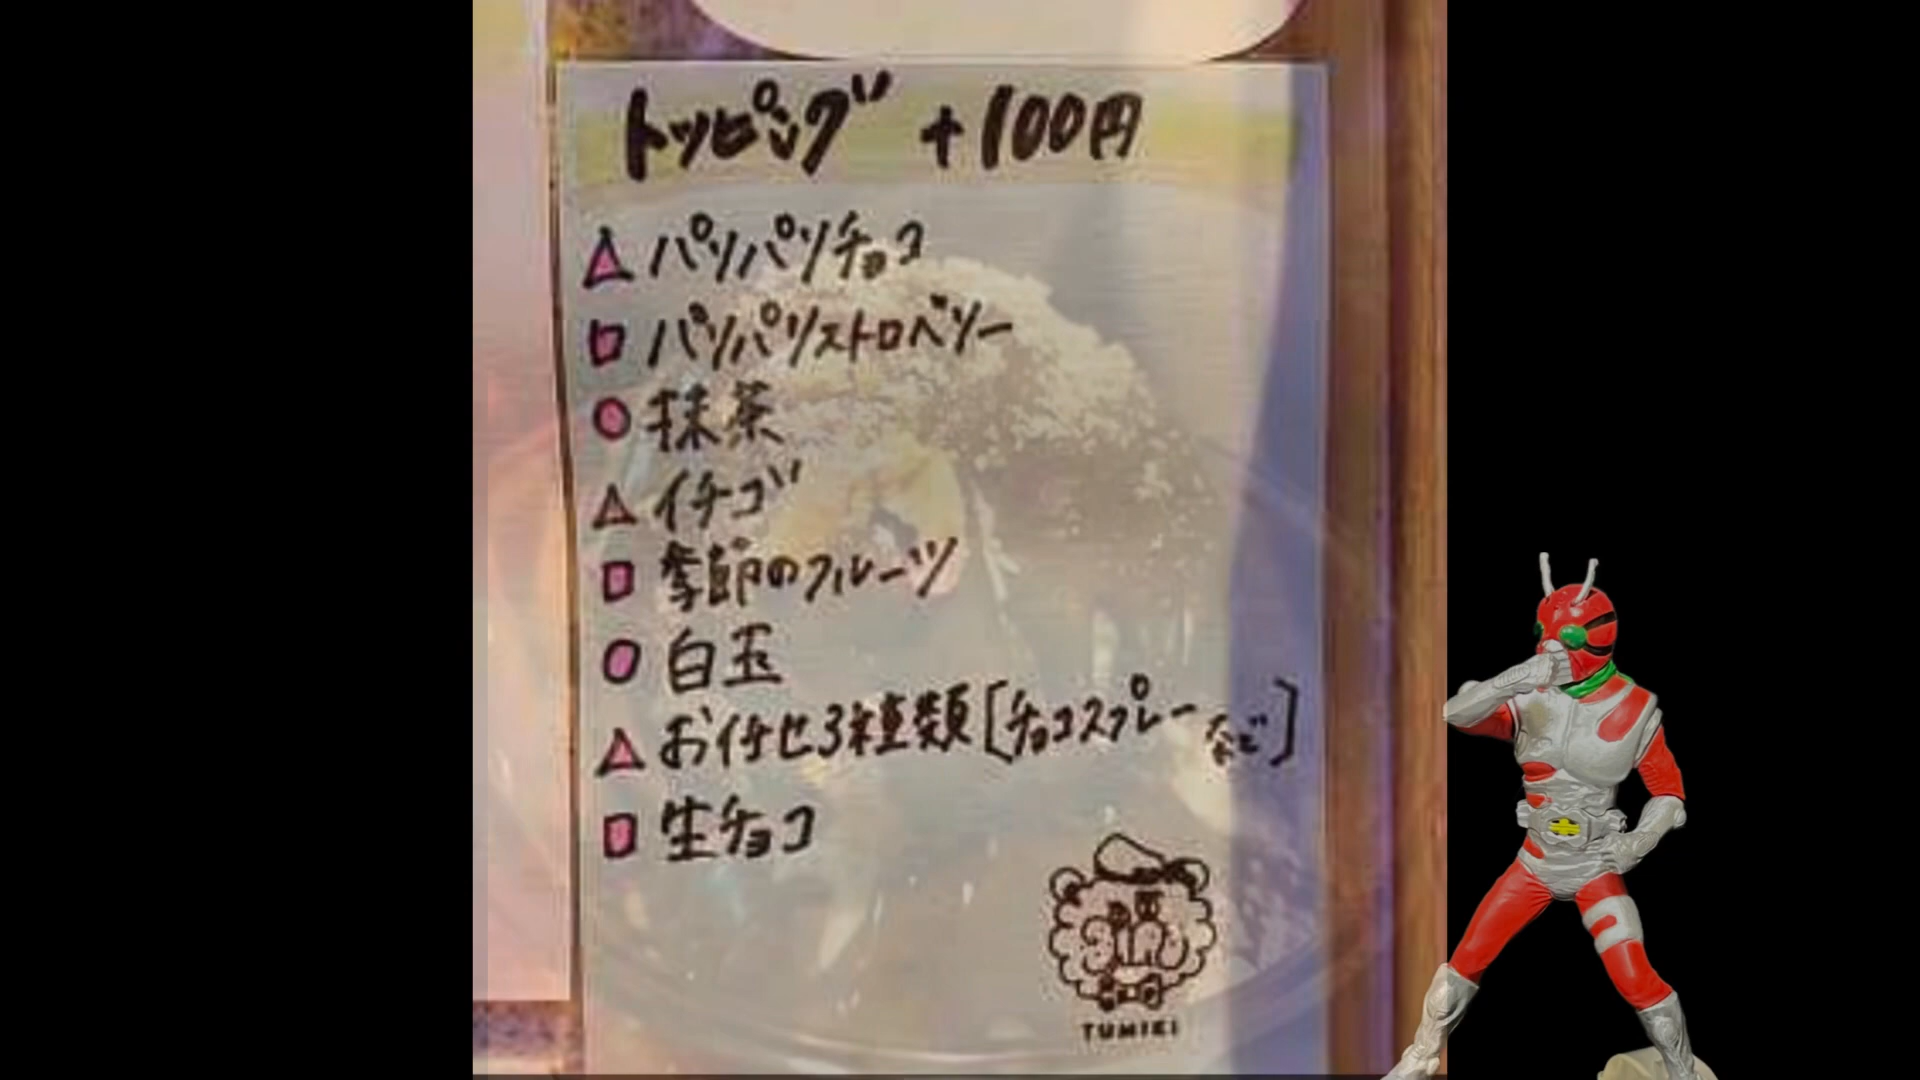 トッピング +100円
△ パリパリチョコ
□ パリパリストロベリー
○ 抹茶
△ イチゴ
□ 季節のフルーツ
○ 白玉
△ お任せ3種類[チョコスプレーなど]
□ 生チョコ
TUMIKI